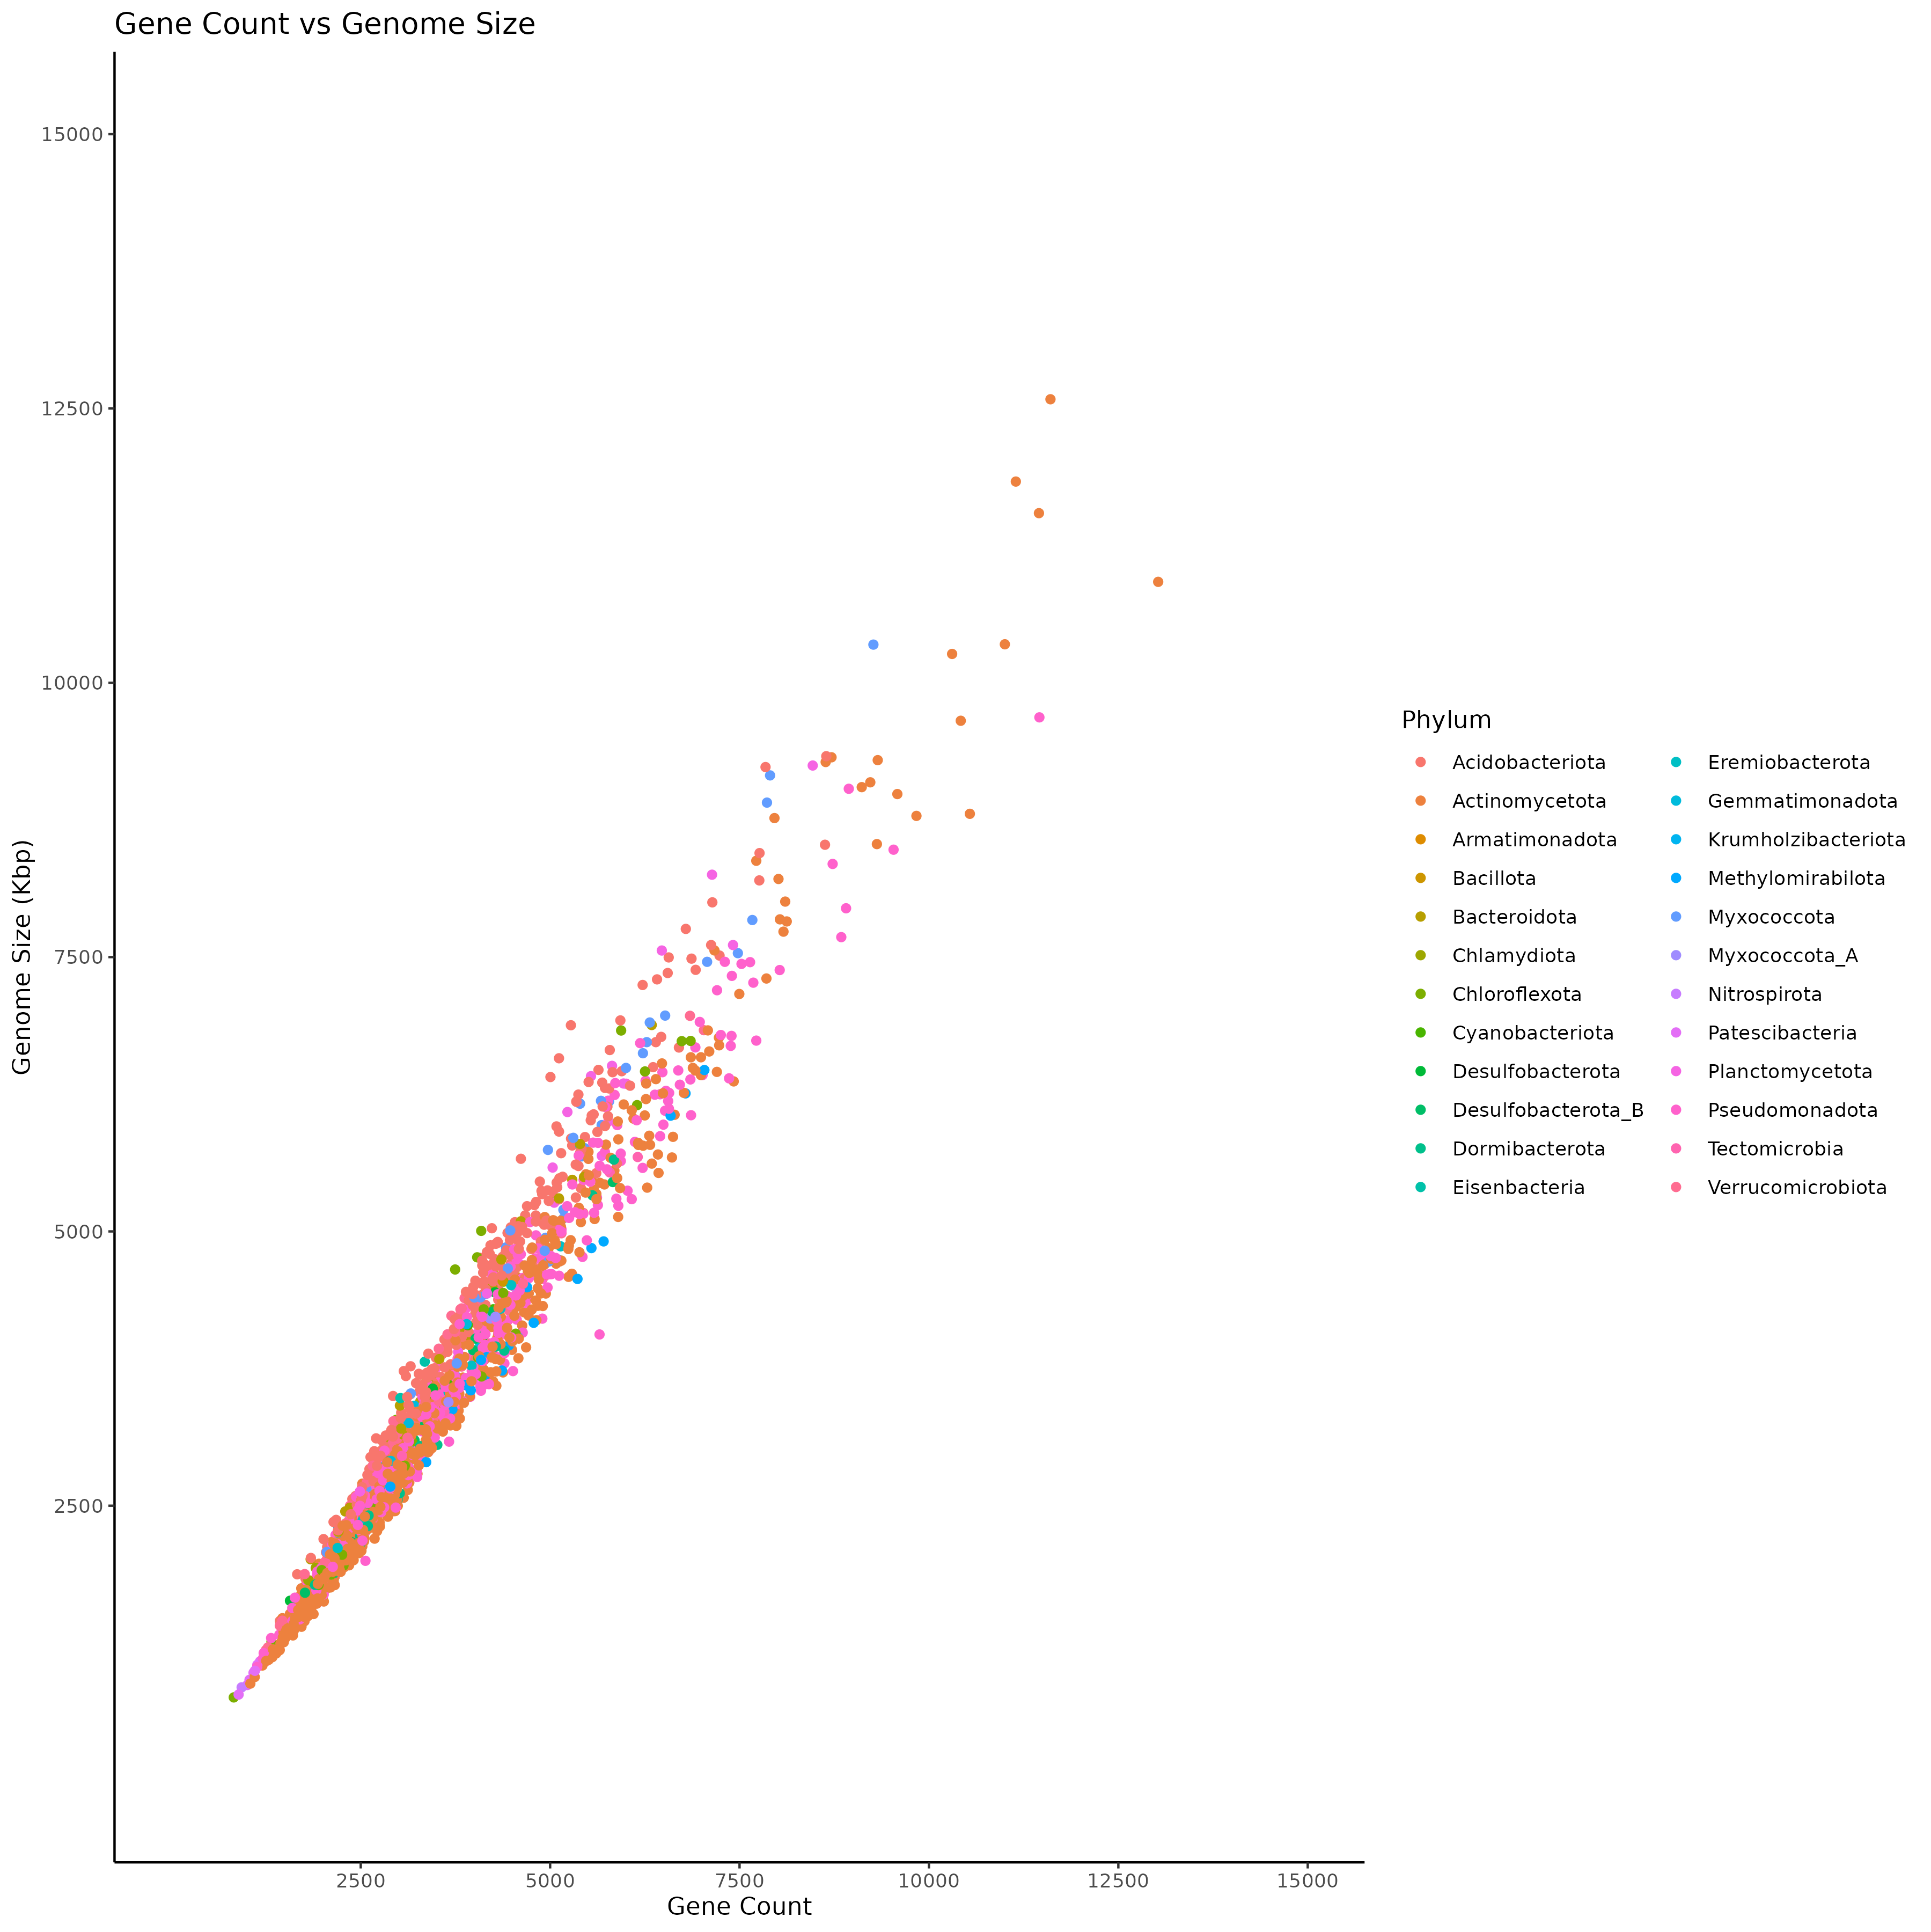 Gene Count vs Genome Size
15000
12500
10000
7500
5000
2500
Genome Size (Kbp)
2500
5000
7500
10000
12500
15000
Gene Count
Phylum
Acidobacteriota
Actinomycetota
Armatimonadota
Bacillota
Bacteroidota
Chlamydiota
Chloroflexota
Cyanobacteriota
Desulfobacterota
Desulfobacterota_B
Dormibacterota
Eisenbacteria
Eremiobacterota
Gemmatimonadota
Krumholzibacteriota
Methylomirabilota
Myxococcota
Myxococcota_A
Nitrospirota
Patescibacteria
Planctomycetota
Pseudomonadota
Tectomicrobia
Verrucomicrobiota